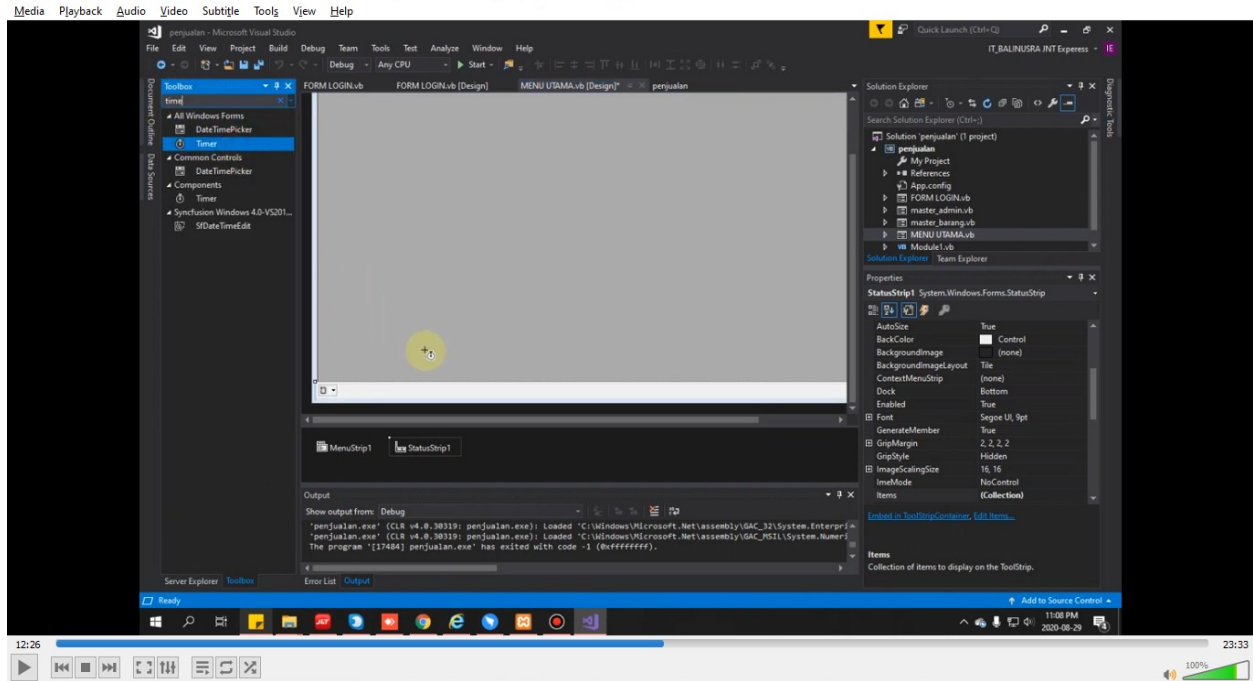 Media Playback Audio Video Subtitle Tools View Help
penjualan - Microsoft Visual Studio
Quick Launch (Ctrl+Q)
File Edit View Project Build Debug Team Tools Test Analyze Window Help
IT_BALINUSRA JNT Experess
IE
Debug Any CPU Start
Document Outline
Data Sources
Toolbox
time
All Windows Forms
DateTimePicker
Timer
Common Controls
DateTimePicker
Components
Timer
Syncfusion Windows 4.0-VS201...
SfDateTimeEdit
Server Explorer Toolbox
FORM LOGIN.vb FORM LOGIN.vb [Design] MENU UTAMA.vb [Design]* penjualan
MenuStrip1 StatusStrip1
Output
Show output from: Debug
'penjualan.exe' (CLR v4.0.30319: penjualan.exe): Loaded 'C:\Windows\Microsoft.Net\assembly\GAC_32\System.Enterpri
'penjualan.exe' (CLR v4.0.30319: penjualan.exe): Loaded 'C:\Windows\Microsoft.Net\assembly\GAC_MSIL\System.Numeri
The program '[17484] penjualan.exe' has exited with code -1 (0xffffffff).
Error List Output
Solution Explorer
Search Solution Explorer (Ctrl+;)
Solution 'penjualan' (1 project)
penjualan
My Project
References
App.config
FORM LOGIN.vb
master_admin.vb
master_barang.vb
MENU UTAMA.vb
Module1.vb
Solution Explorer Team Explorer
Diagnostic Tools
Properties
StatusStrip1 System.Windows.Forms.StatusStrip
AutoSize True
BackColor Control
BackgroundImage (none)
BackgroundImageLayout Tile
ContextMenuStrip (none)
Dock Bottom
Enabled True
Font Segoe UI, 9pt
GenerateMember True
GripMargin 2, 2, 2, 2
GripStyle Hidden
ImageScalingSize 16, 16
ImeMode NoControl
Items (Collection)
Embed in ToolStripContainer, Edit Items...
Items
Collection of items to display on the ToolStrip.
Ready
Add to Source Control
11:08 PM
2020-08-29
12:26
23:33
100%